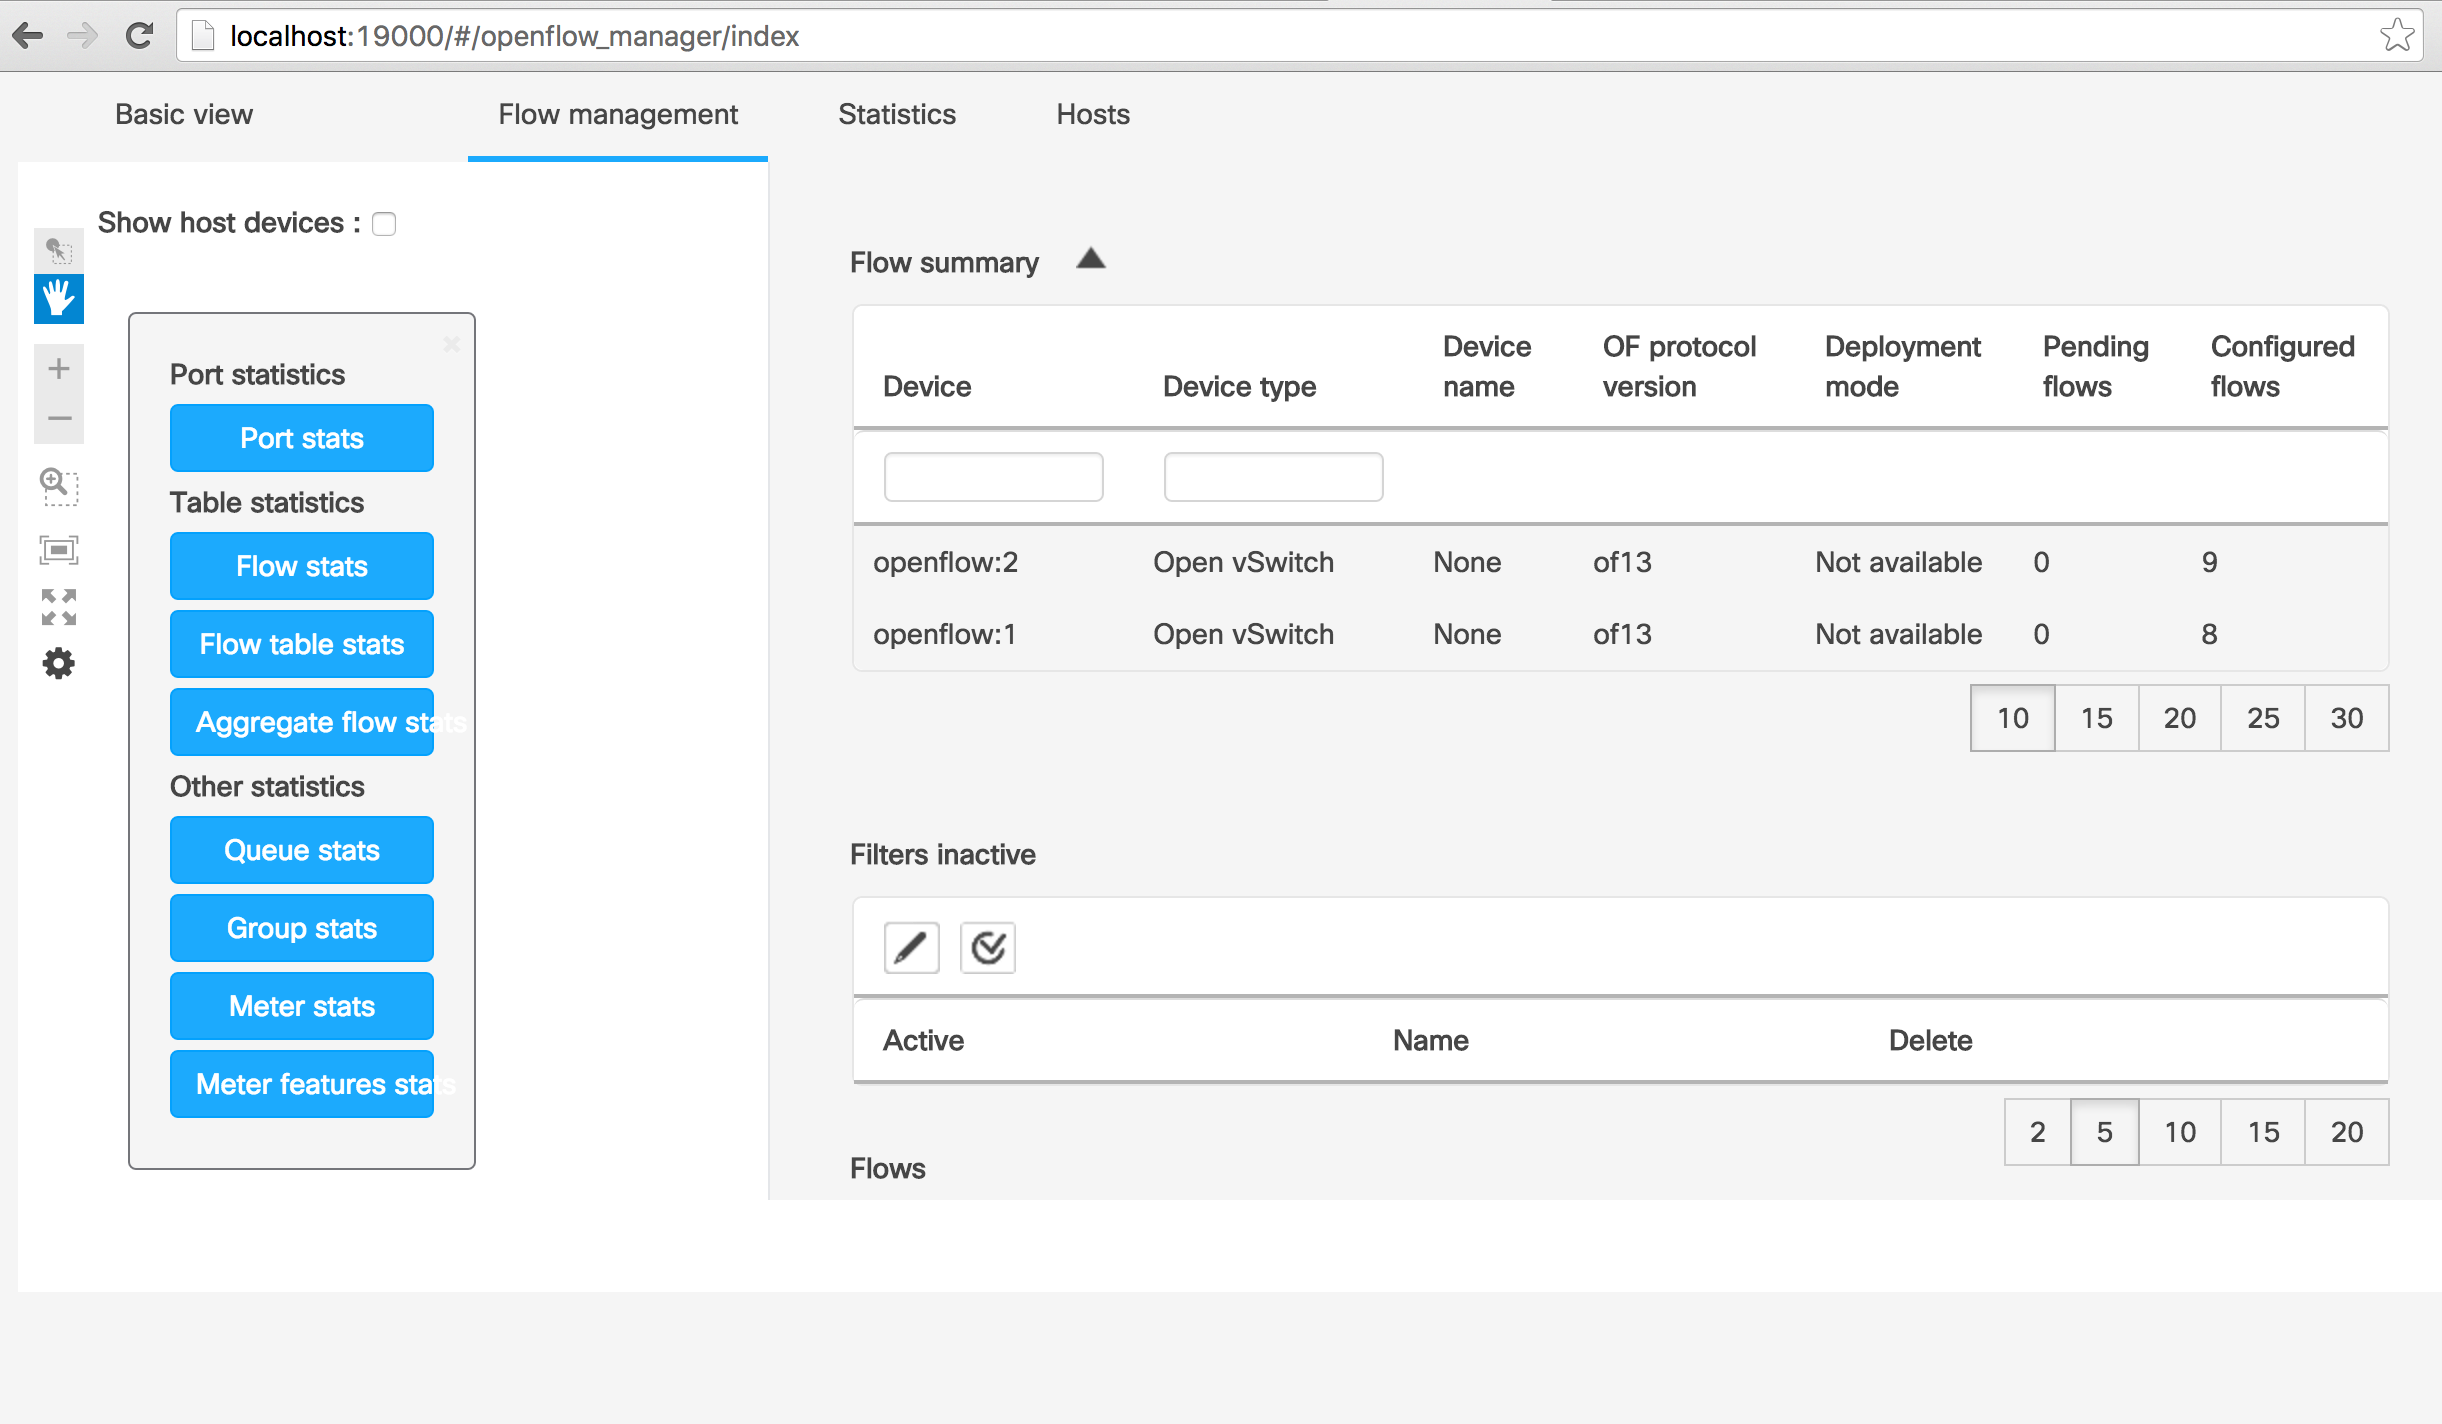 localhost:19000/#/openflow_manager/index
Basic view Flow management Statistics Hosts
Show host devices :
Port statistics
Port stats
Table statistics
Flow stats
Flow table stats
Aggregate flow stats
Other statistics
Queue stats
Group stats
Meter stats
Meter features stats
Flow summary
Device Device type Device name OF protocol version Deployment mode Pending flows Configured flows
openflow:2 Open vSwitch None of13 Not available 0 9
openflow:1 Open vSwitch None of13 Not available 0 8
10 15 20 25 30
Filters inactive
Active Name Delete
2 5 10 15 20
Flows